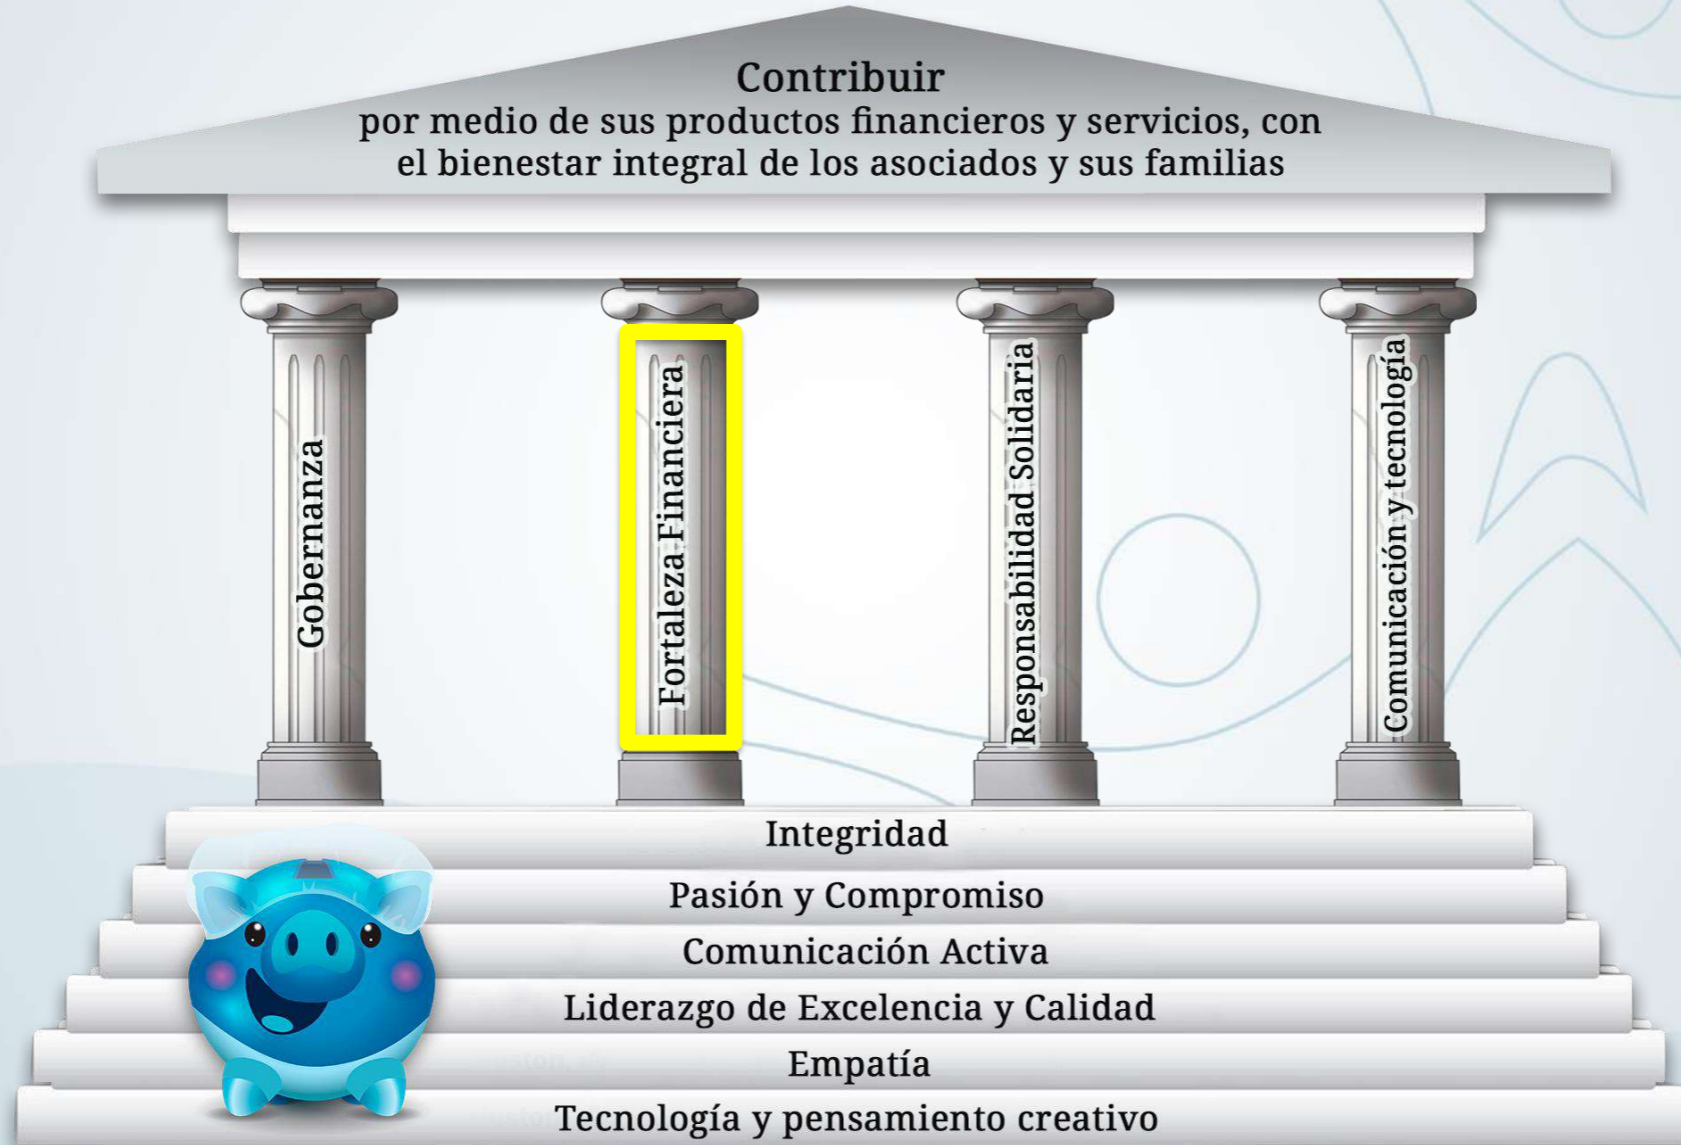 Contribuir
por medio de sus productos financieros y servicios, con
el bienestar integral de los asociados y sus familias
Gobernanza
Fortaleza Financiera
Responsabilidad Solidaria
Comunicación y tecnología
Integridad
Pasión y Compromiso
Comunicación Activa
Liderazgo de Excelencia y Calidad
Empatía
Tecnología y pensamiento creativo